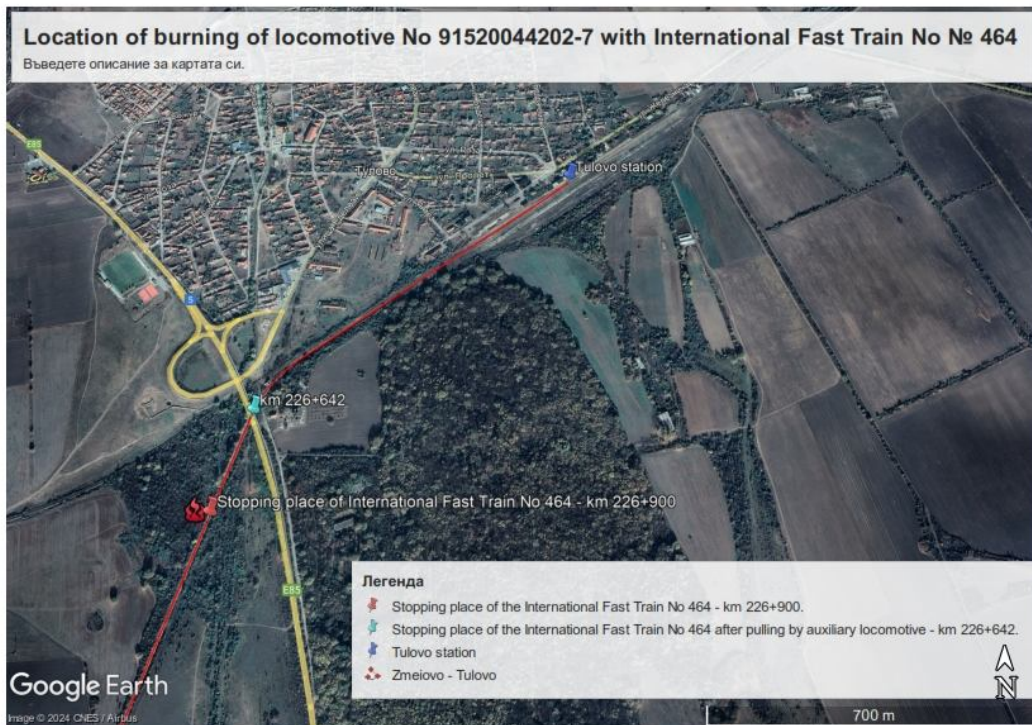 Location of burning of locomotive No 91520044202-7 with International Fast Train No № 464
Въведете описание за картата си.
E85
Tulovo station
Тулово
5
km 226+642
Stopping place of International Fast Train No 464 - km 226+900
E85
Легенда
Stopping place of the International Fast Train No 464 - km 226+900.
Stopping place of the International Fast Train No 464 after pulling by auxiliary locomotive - km 226+642.
Tulovo station
Zmeiovo - Tulovo
Google Earth
Image © 2024 CNES / Airbus
N
700 m